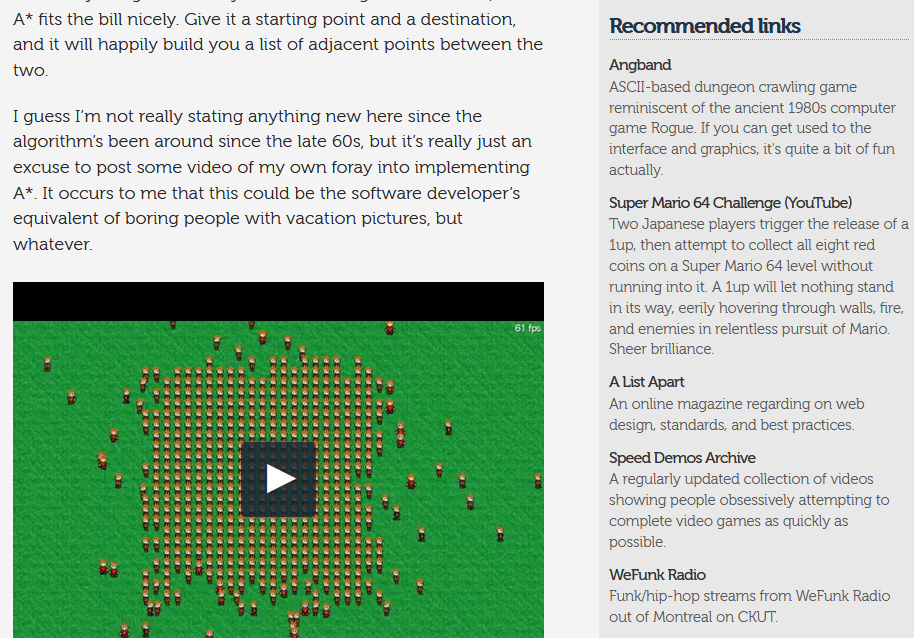 A* fits the bill nicely. Give it a starting point and a destination,
and it will happily build you a list of adjacent points between the
two.
I guess I'm not really stating anything new here since the
algorithm's been around since the late 60s, but it's really just an
excuse to post some video of my own foray into implementing
A*. It occurs to me that this could be the software developer's
equivalent of boring people with vacation pictures, but
whatever.
61 fps
Recommended links
Angband
ASCII-based dungeon crawling game
reminiscent of the ancient 1980s computer
game Rogue. If you can get used to the
interface and graphics, it's quite a bit of fun
actually.
Super Mario 64 Challenge (YouTube)
Two Japanese players trigger the release of a
1up, then attempt to collect all eight red
coins on a Super Mario 64 level without
running into it. A 1up will let nothing stand
in its way, eerily hovering through walls, fire,
and enemies in relentless pursuit of Mario.
Sheer brilliance.
A List Apart
An online magazine regarding on web
design, standards, and best practices.
Speed Demos Archive
A regularly updated collection of videos
showing people obsessively attempting to
complete video games as quickly as
possible.
WeFunk Radio
Funk/hip-hop streams from WeFunk Radio
out of Montreal on CKUT.